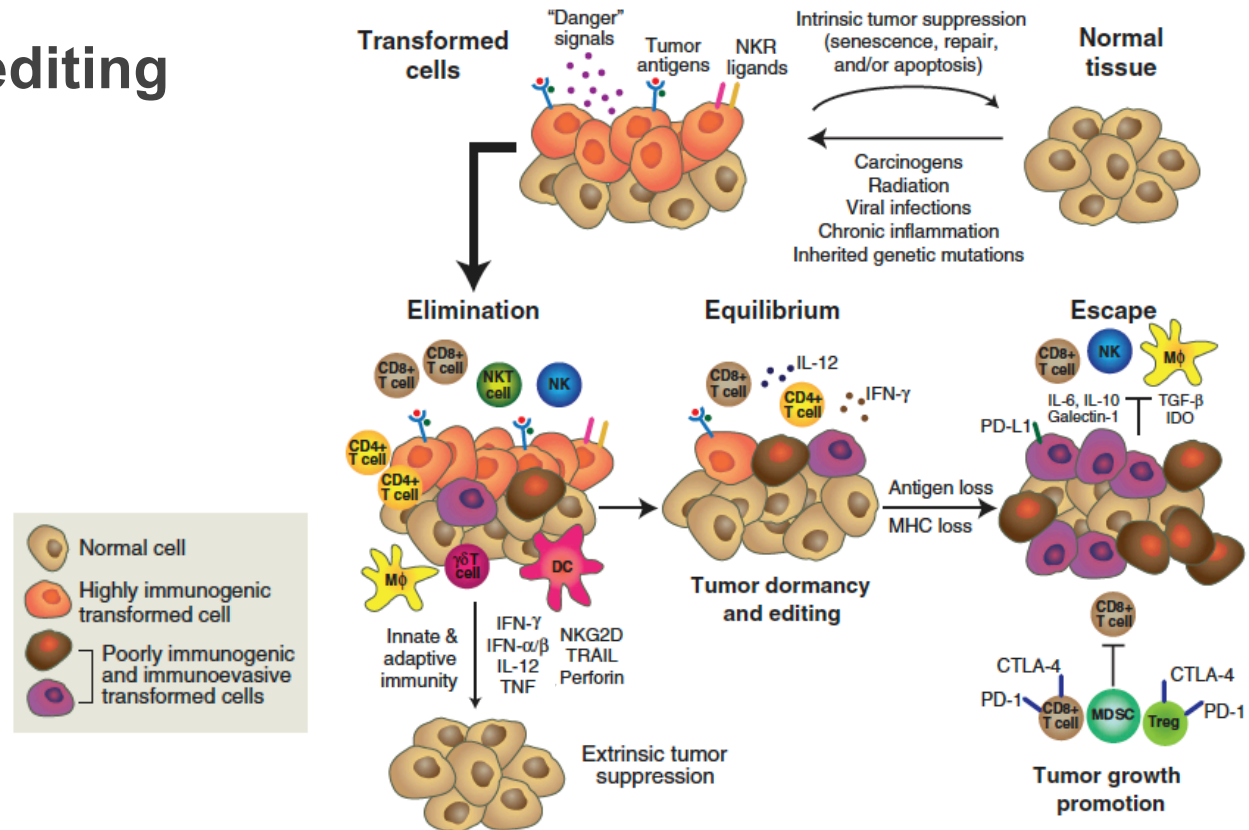 editing
Transformed
cells
“Danger”
signals
Tumor
antigens
NKR
ligands
Intrinsic tumor suppression
(senescence, repair,
and/or apoptosis)
Normal
tissue
Carcinogens
Radiation
Viral infections
Chronic inflammation
Inherited genetic mutations
Elimination
CD8+
T cell
CD8+
T cell
NKT
cell
NK
CD4+
T cell
CD4+
T cell
Mϕ
γδ T
cell
DC
Innate &
adaptive
immunity
IFN-γ
IFN-α/β
IL-12
TNF
NKG2D
TRAIL
Perforin
Extrinsic tumor
suppression
Equilibrium
CD8+
T cell
IL-12
CD4+
T cell
IFN-γ
Tumor dormancy
and editing
Antigen loss
MHC loss
Escape
CD8+
T cell
NK
Mϕ
IL-6, IL-10
Galectin-1
TGF-β
IDO
PD-L1
CD8+
T cell
CTLA-4
PD-1
CD8+
T cell
MDSC
Treg
CTLA-4
PD-1
Tumor growth
promotion
Normal cell
Highly immunogenic
transformed cell
Poorly immunogenic
and immunoevasive
transformed cells